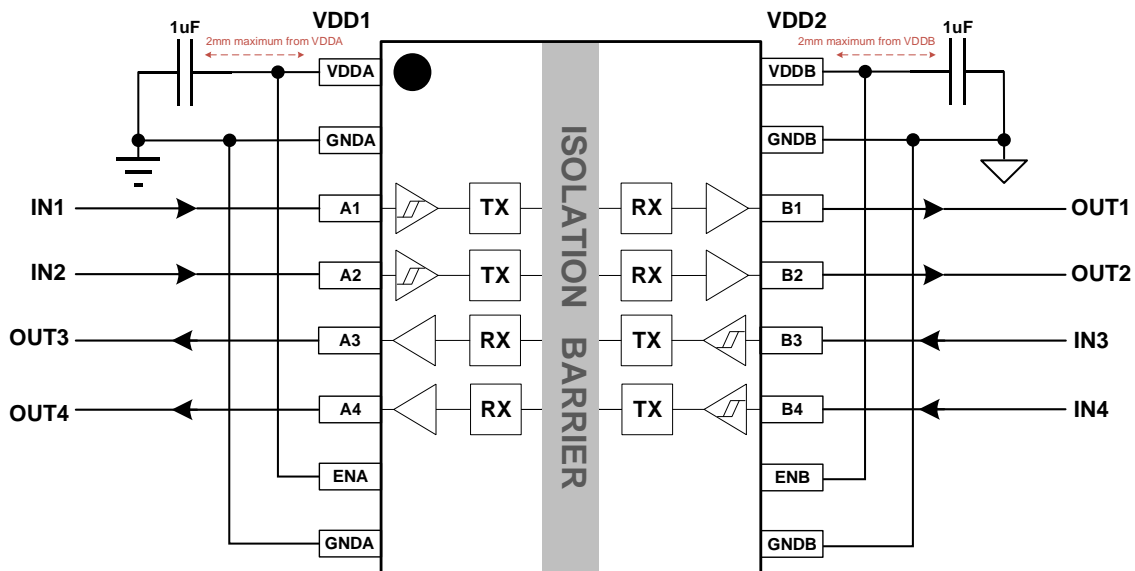 VDD1
VDD2
1uF
1uF
2mm maximum from VDDA
2mm maximum from VDDB
VDDA
VDDB
GNDA
GNDB
ISOLATION BARRIER
IN1
A1
TX
RX
B1
OUT1
IN2
A2
TX
RX
B2
OUT2
OUT3
A3
RX
TX
B3
IN3
OUT4
A4
RX
TX
B4
IN4
ENA
ENB
GNDA
GNDB